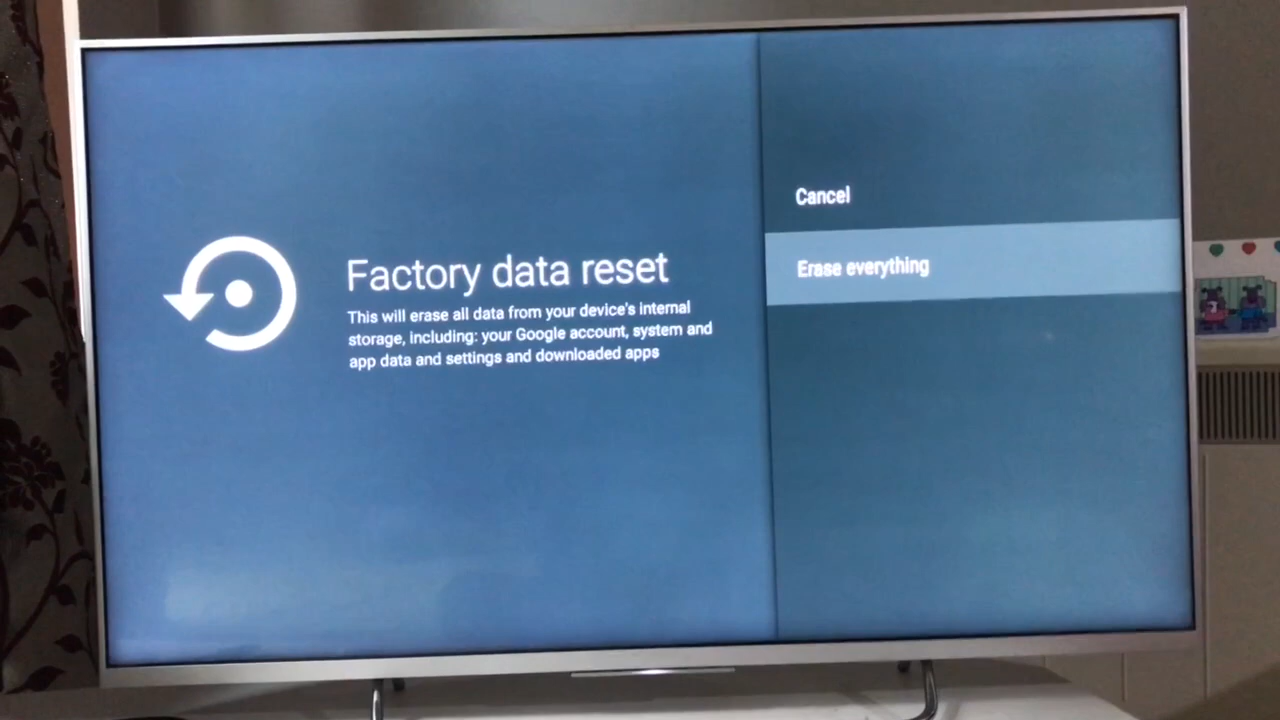 Factory data reset
This will erase all data from your device's internal
storage, including: your Google account, system and
app data and settings and downloaded apps
Cancel
Erase everything